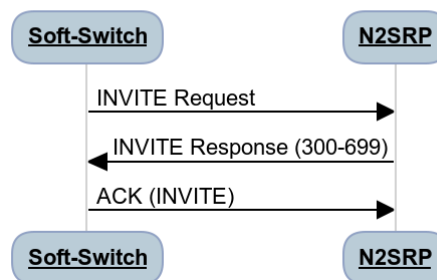 Soft-Switch
N2SRP
INVITE Request
INVITE Response (300-699)
ACK (INVITE)
Soft-Switch
N2SRP